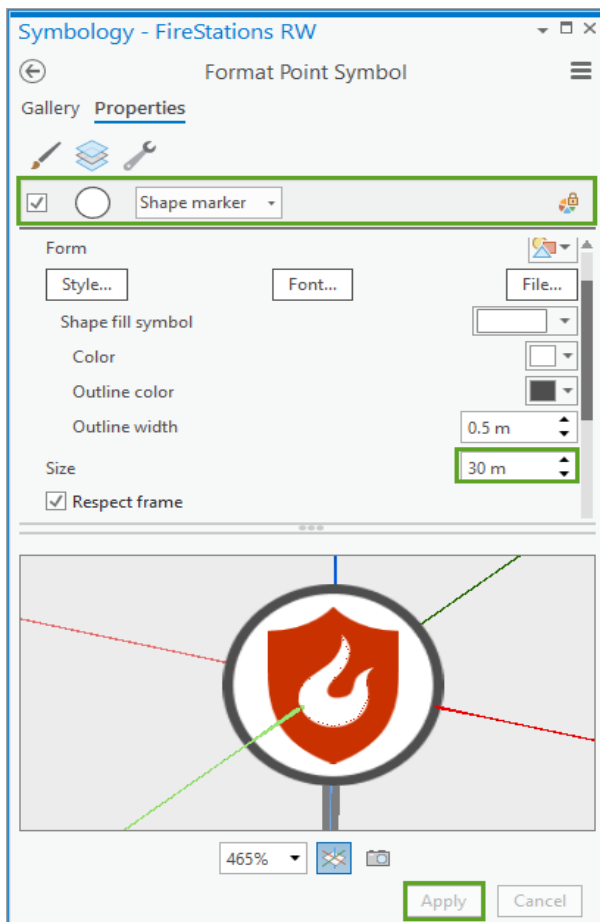 Symbology - FireStations RW
Format Point Symbol
Gallery Properties
Shape marker
Form
Style... Font... File...
Shape fill symbol
Color
Outline color
Outline width 0.5 m
Size 30 m
Respect frame
465%
Apply Cancel